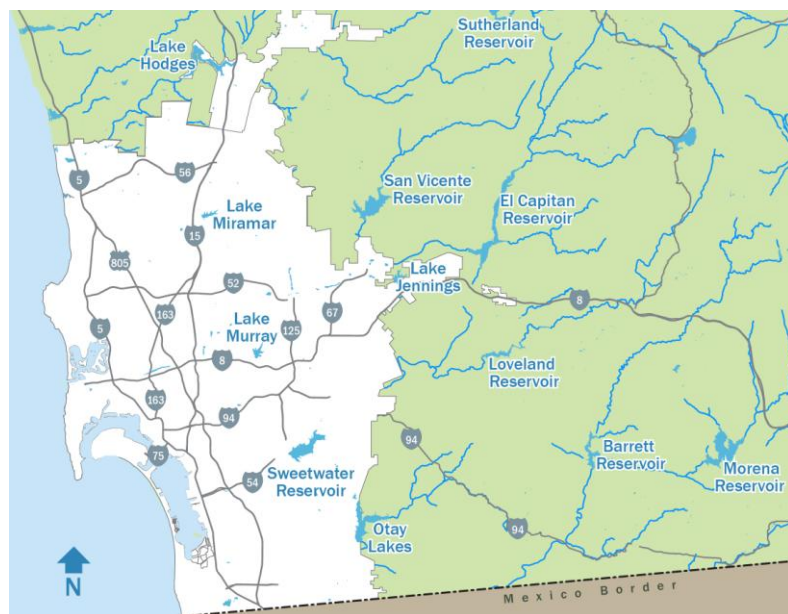 Sutherland
Reservoir
Lake
Hodges
56
5
San Vicente
Reservoir
El Capitan
Reservoir
Lake
Miramar
15
805
Lake
Jennings
52
8
163
67
5
Lake
Murray
125
8
Loveland
Reservoir
163
94
94
75
Barrett
Reservoir
Morena
Reservoir
Sweetwater
Reservoir
54
Otay
Lakes
94
N
Mexico Border